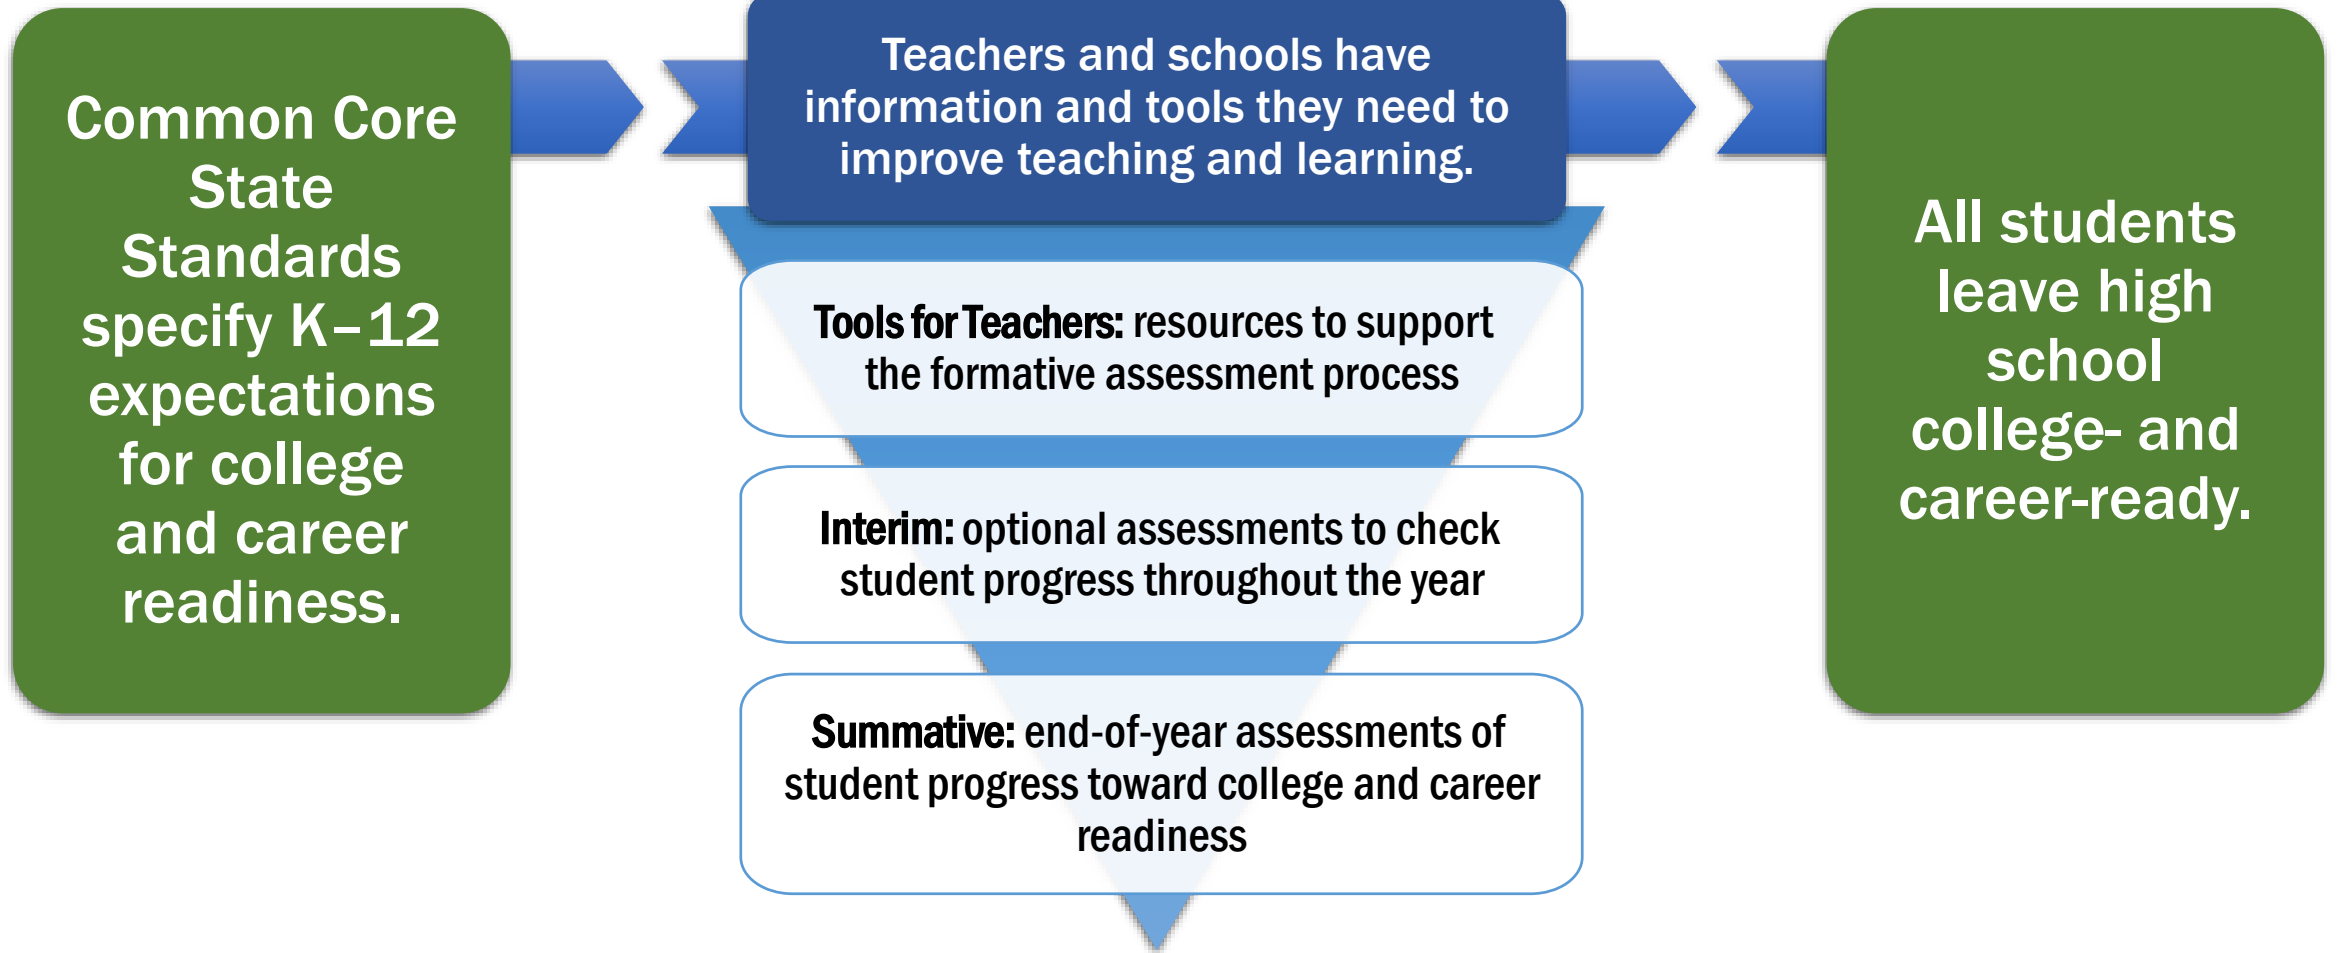 Common Core
State
Standards
specify K–12
expectations
for college
and career
readiness.
Teachers and schools have
information and tools they need to
improve teaching and learning.
Tools for Teachers: resources to support
the formative assessment process
Interim: optional assessments to check
student progress throughout the year
Summative: end-of-year assessments of
student progress toward college and career
readiness
All students
leave high
school
college- and
career-ready.